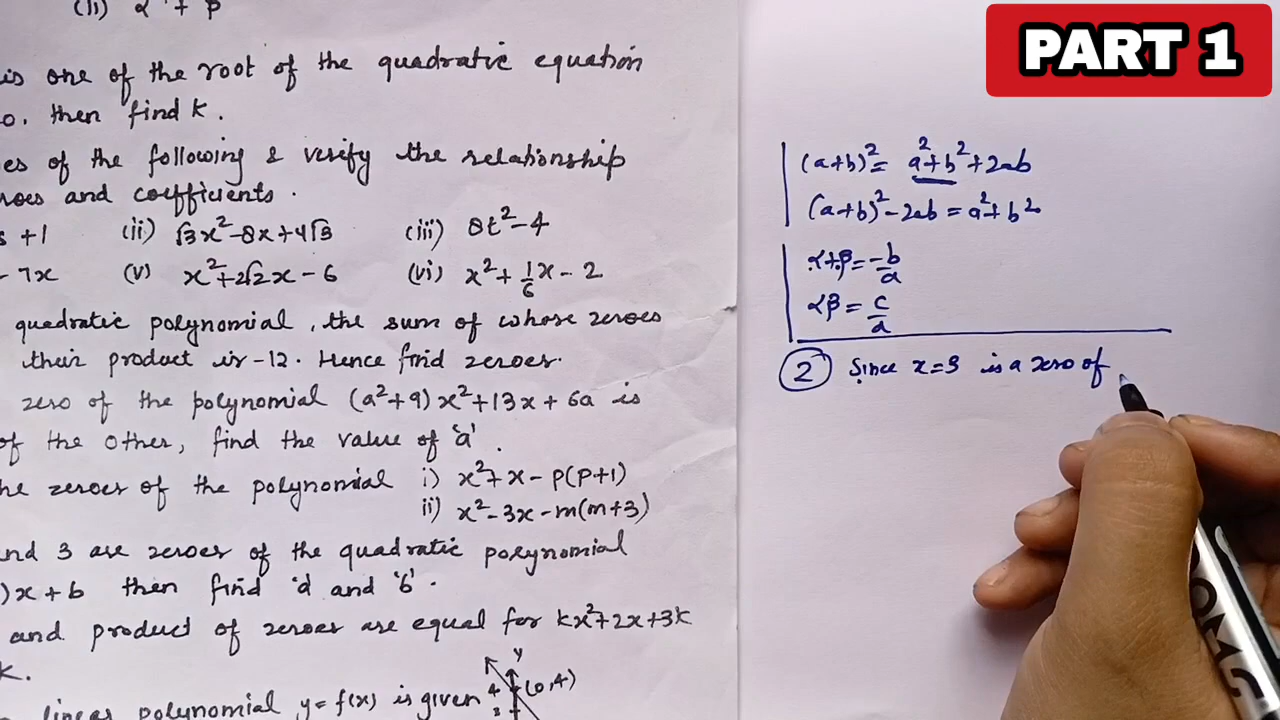 (ii) α + β
is one of the root of the quadratic equation
0, then find k.
es of the following & verify the relationship
roes and coefficients.
s +1 (ii) √3x²-8x+4√3 (iii) 8t²-4
- 7x (v) x²+2√2x - 6 (vi) x²+ 1/6 x - 2
quadratic polynomial, the sum of whose zeroes
their product is -12. Hence find zeroes.
zero of the polynomial (a²+9)x²+13x+6a is
of the other, find the value of 'a'.
he zeroes of the polynomial i) x²+x-p(p+1)
ii) x²-3x-m(m+3)
and 3 are zeroes of the quadratic polynomial
)x+b then find 'a' and 'b'.
and product of zeroes are equal for kx²+2x+3k
k.
linear polynomial y=f(x) is given
y
4
(0,4)
3
PART 1
(a+b)² = a²+b²+2ab
(a+b)²-2ab = a²+b²
α+β = -b/a
αβ = c/a
2 Since x=3 is a zero of